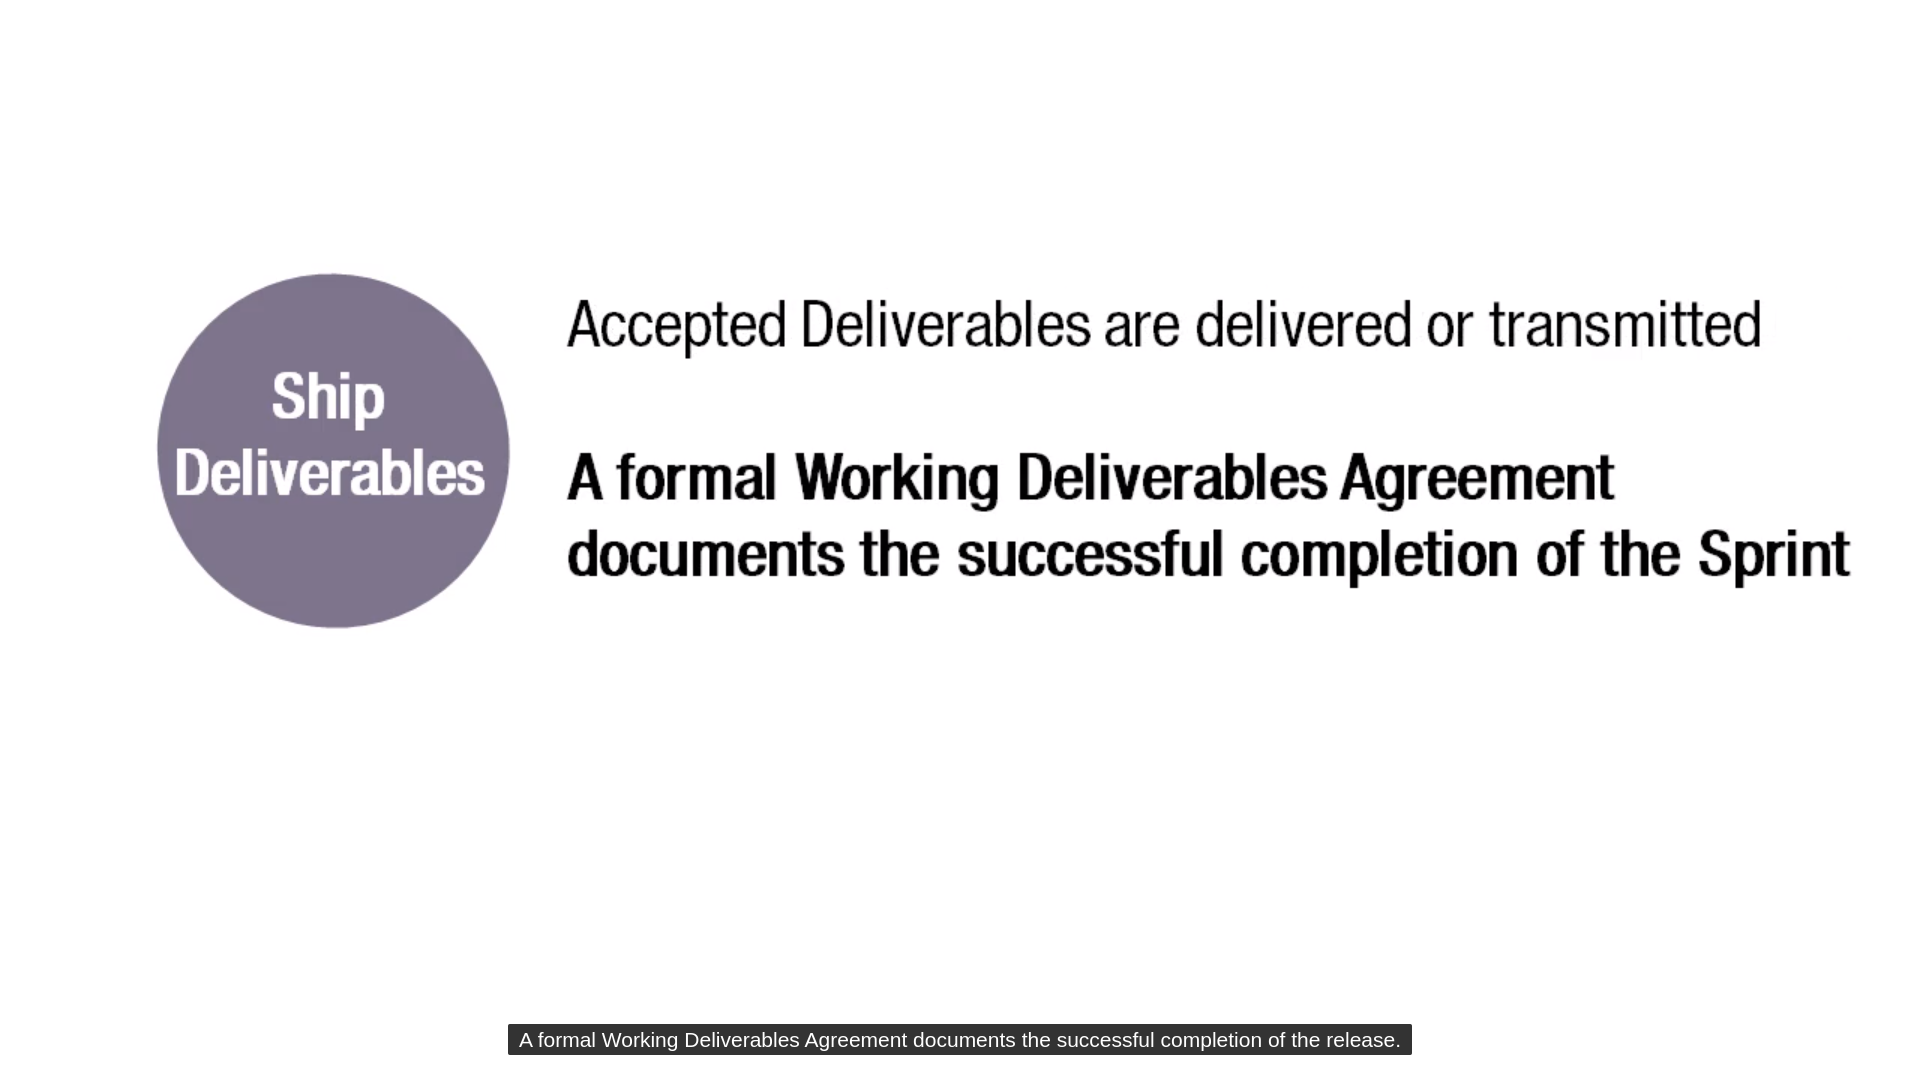 Ship
Deliverables
Accepted Deliverables are delivered or transmitted
A formal Working Deliverables Agreement
documents the successful completion of the Sprint
A formal Working Deliverables Agreement documents the successful completion of the release.